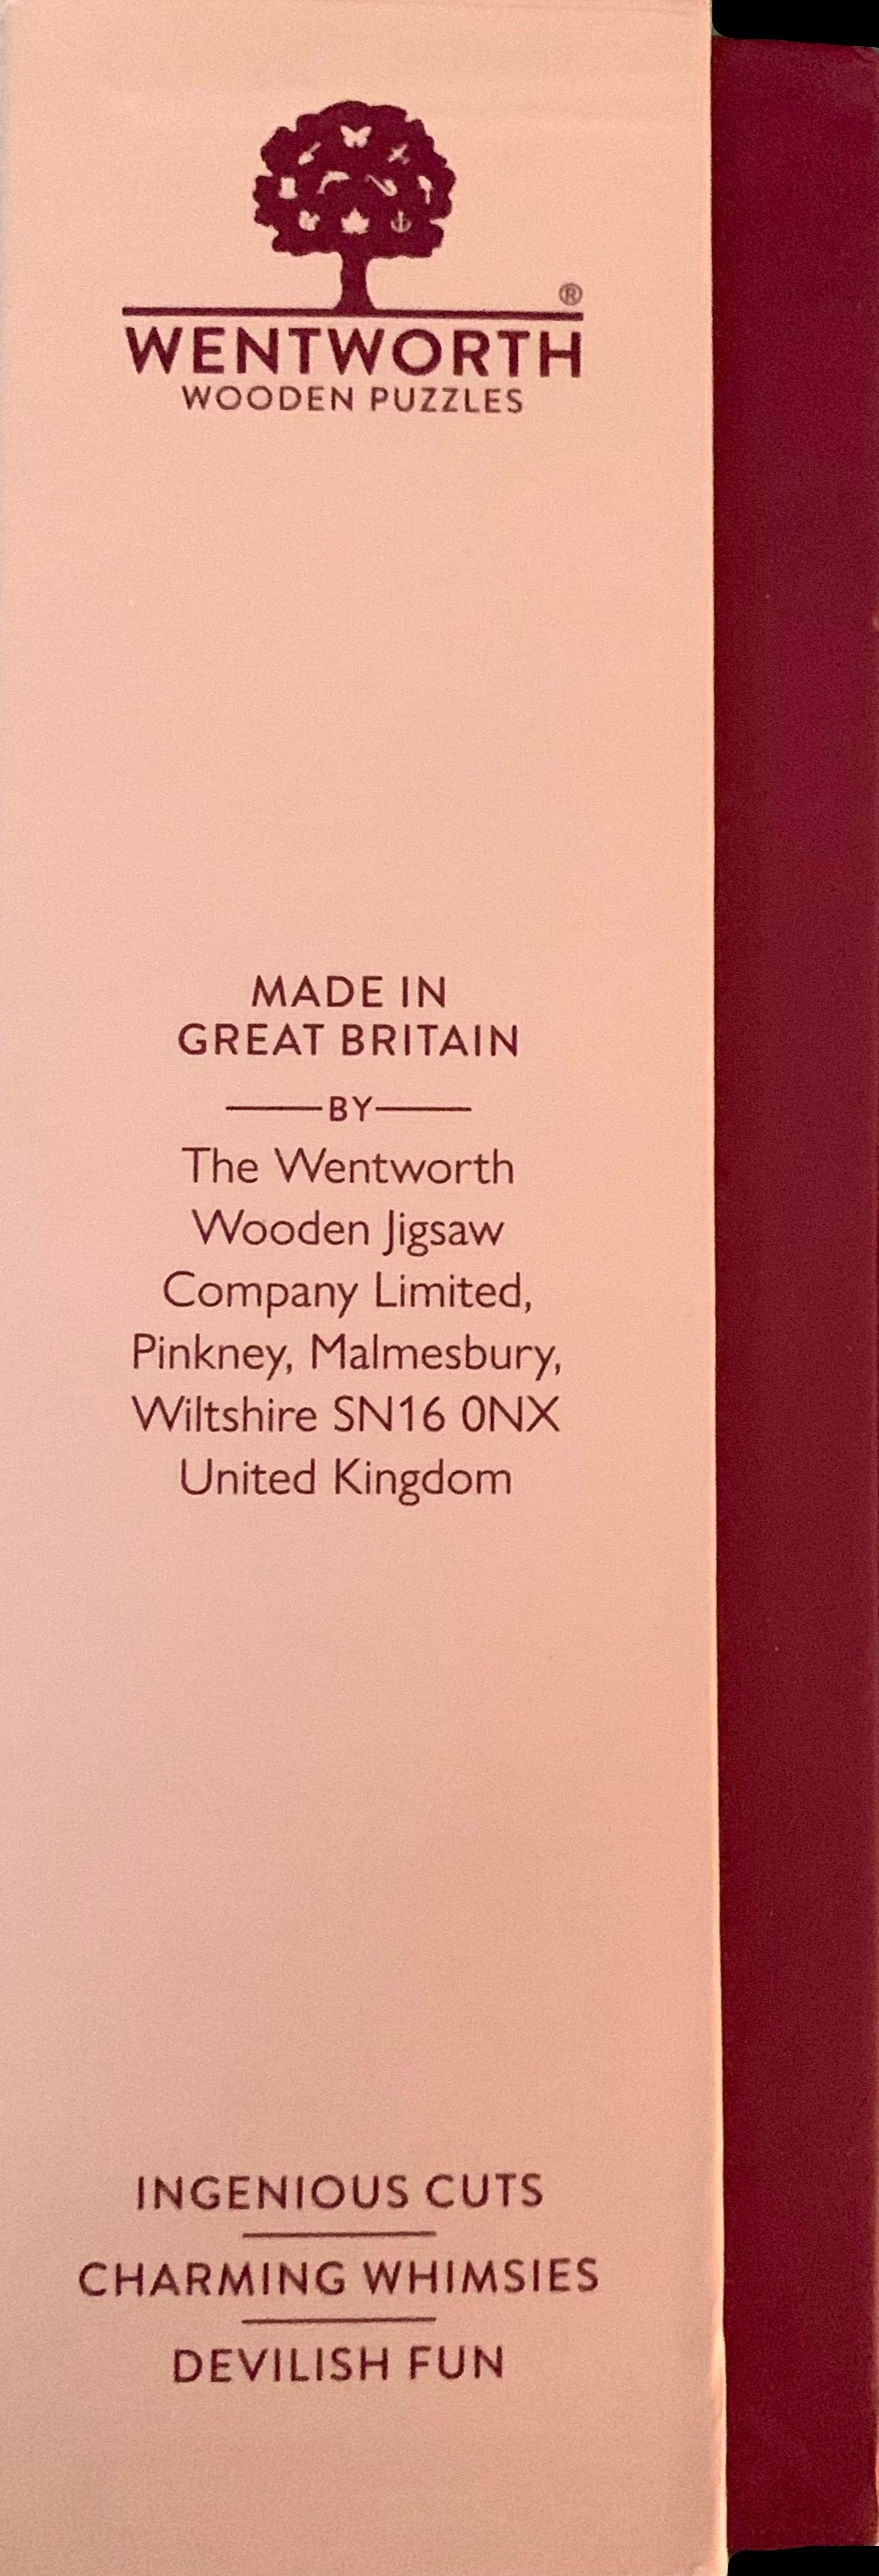 ®
WENTWORTH
WOODEN PUZZLES
MADE IN
GREAT BRITAIN
BY
The Wentworth
Wooden Jigsaw
Company Limited,
Pinkney, Malmesbury,
Wiltshire SN16 0NX
United Kingdom
INGENIOUS CUTS
CHARMING WHIMSIES
DEVILISH FUN